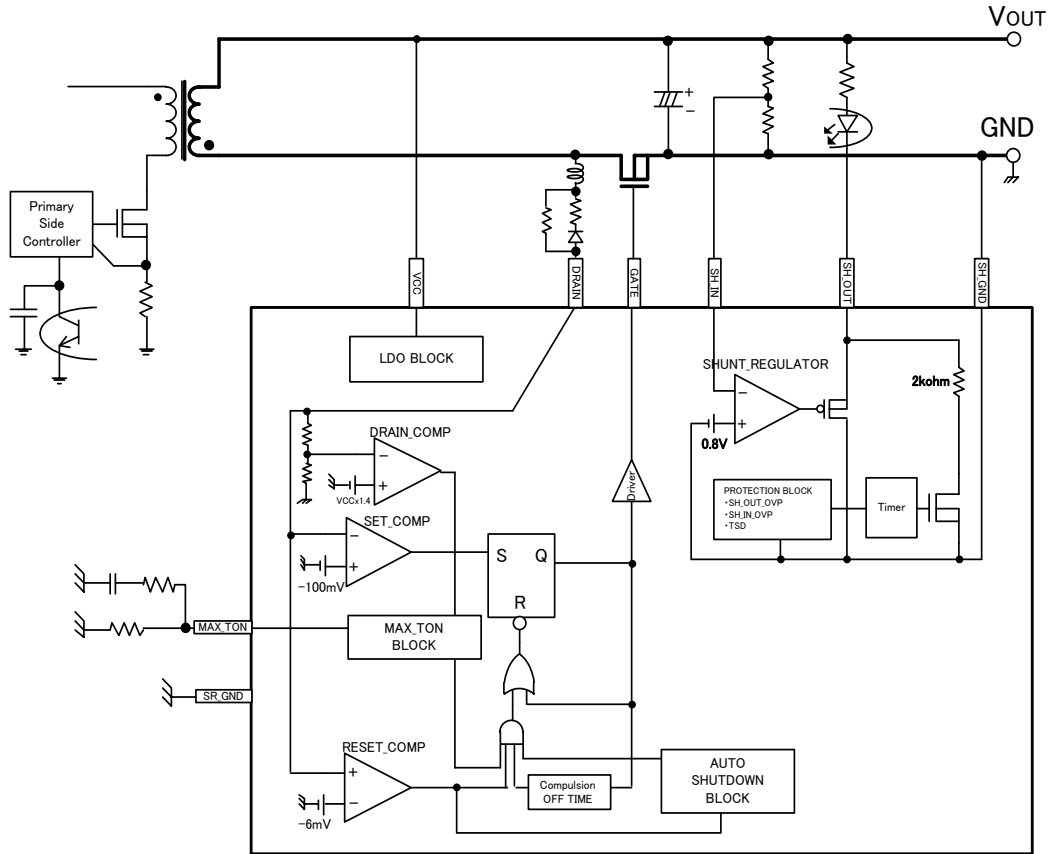 VOUT
+
−
GND
Primary
Side
Controller
VCC
DRAIN
GATE
SH_IN
SH_OUT
SH_GND
LDO BLOCK
SHUNT_REGULATOR
2kohm
−
+
0.8V
DRAIN_COMP
−
+
VCCx1.4
Driver
PROTECTION BLOCK
・SH_OUT_OVP
・SH_IN_OVP
・TSD
Timer
SET_COMP
−
+
−100mV
S Q
R
MAX_TON
MAX_TON
BLOCK
SR_GND
RESET_COMP
+
−
−6mV
Compulsion
OFF TIME
AUTO
SHUTDOWN
BLOCK